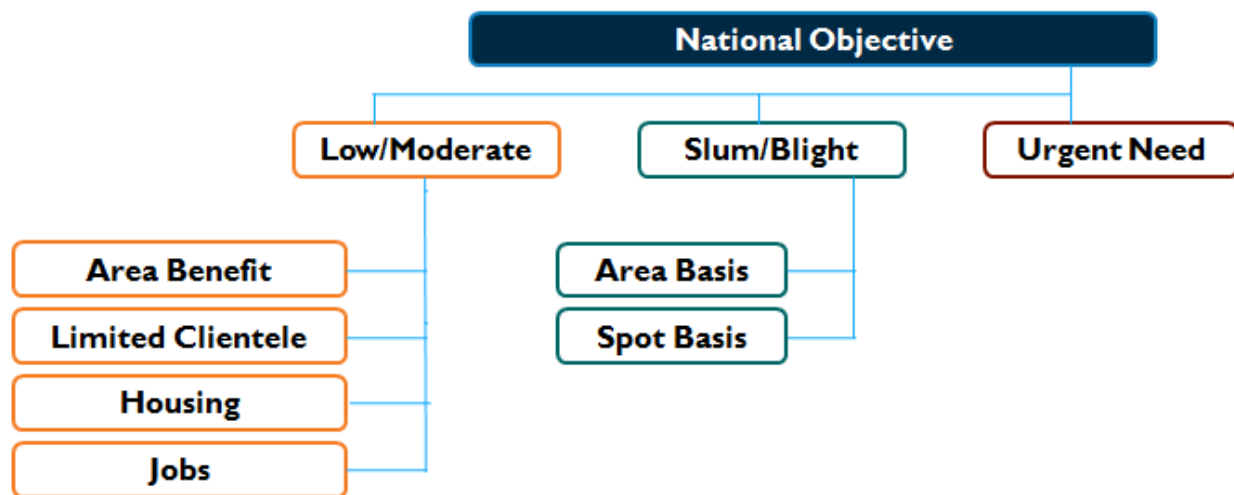 National Objective
Low/Moderate
Slum/Blight
Urgent Need
Area Benefit
Limited Clientele
Housing
Jobs
Area Basis
Spot Basis